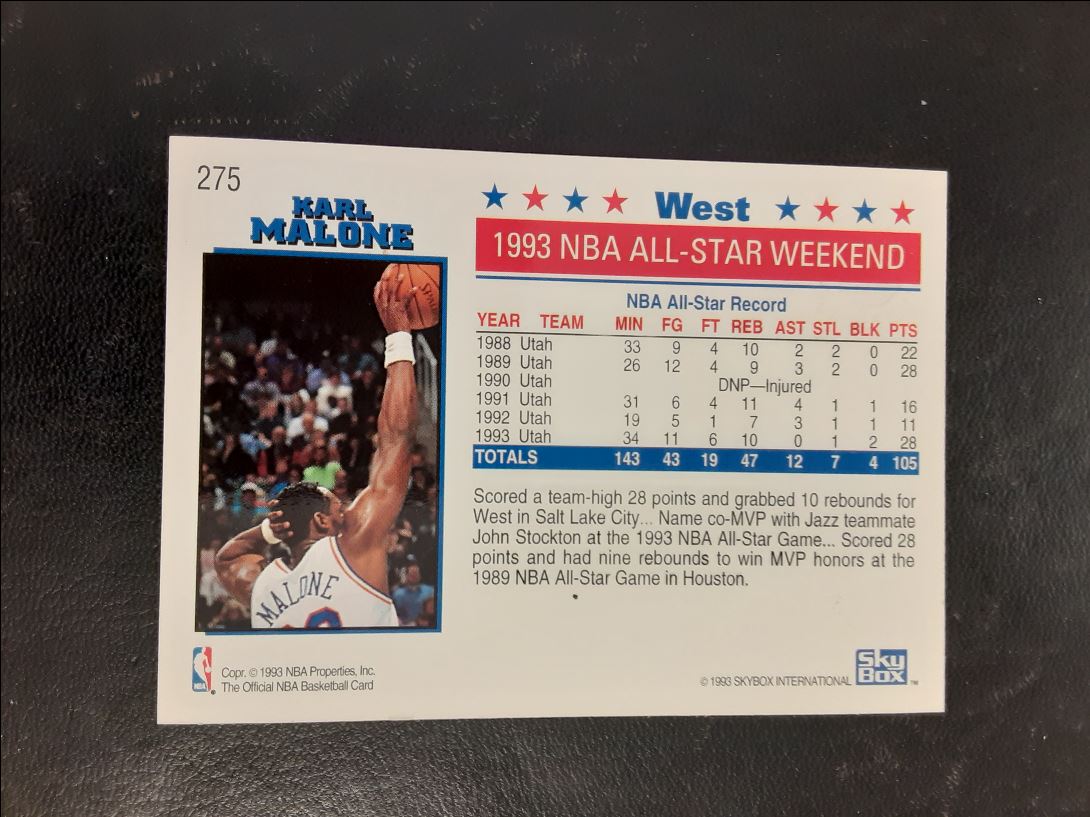 275
KARL
MALONE
West
1993 NBA ALL-STAR WEEKEND
NBA All-Star Record
YEAR TEAM MIN FG FT REB AST STL BLK PTS
1988 Utah 33 9 4 10 2 2 0 22
1989 Utah 26 12 4 9 3 2 0 28
1990 Utah DNP—Injured
1991 Utah 31 6 4 11 4 1 1 16
1992 Utah 19 5 1 7 3 1 1 11
1993 Utah 34 11 6 10 0 1 2 28
TOTALS 143 43 19 47 12 7 4 105
Scored a team-high 28 points and grabbed 10 rebounds for
West in Salt Lake City... Name co-MVP with Jazz teammate
John Stockton at the 1993 NBA All-Star Game... Scored 28
points and had nine rebounds to win MVP honors at the
1989 NBA All-Star Game in Houston.
MALONE
NBA
Copr. © 1993 NBA Properties, Inc.
The Official NBA Basketball Card
© 1993 SKYBOX INTERNATIONAL
Sky
Box
TM